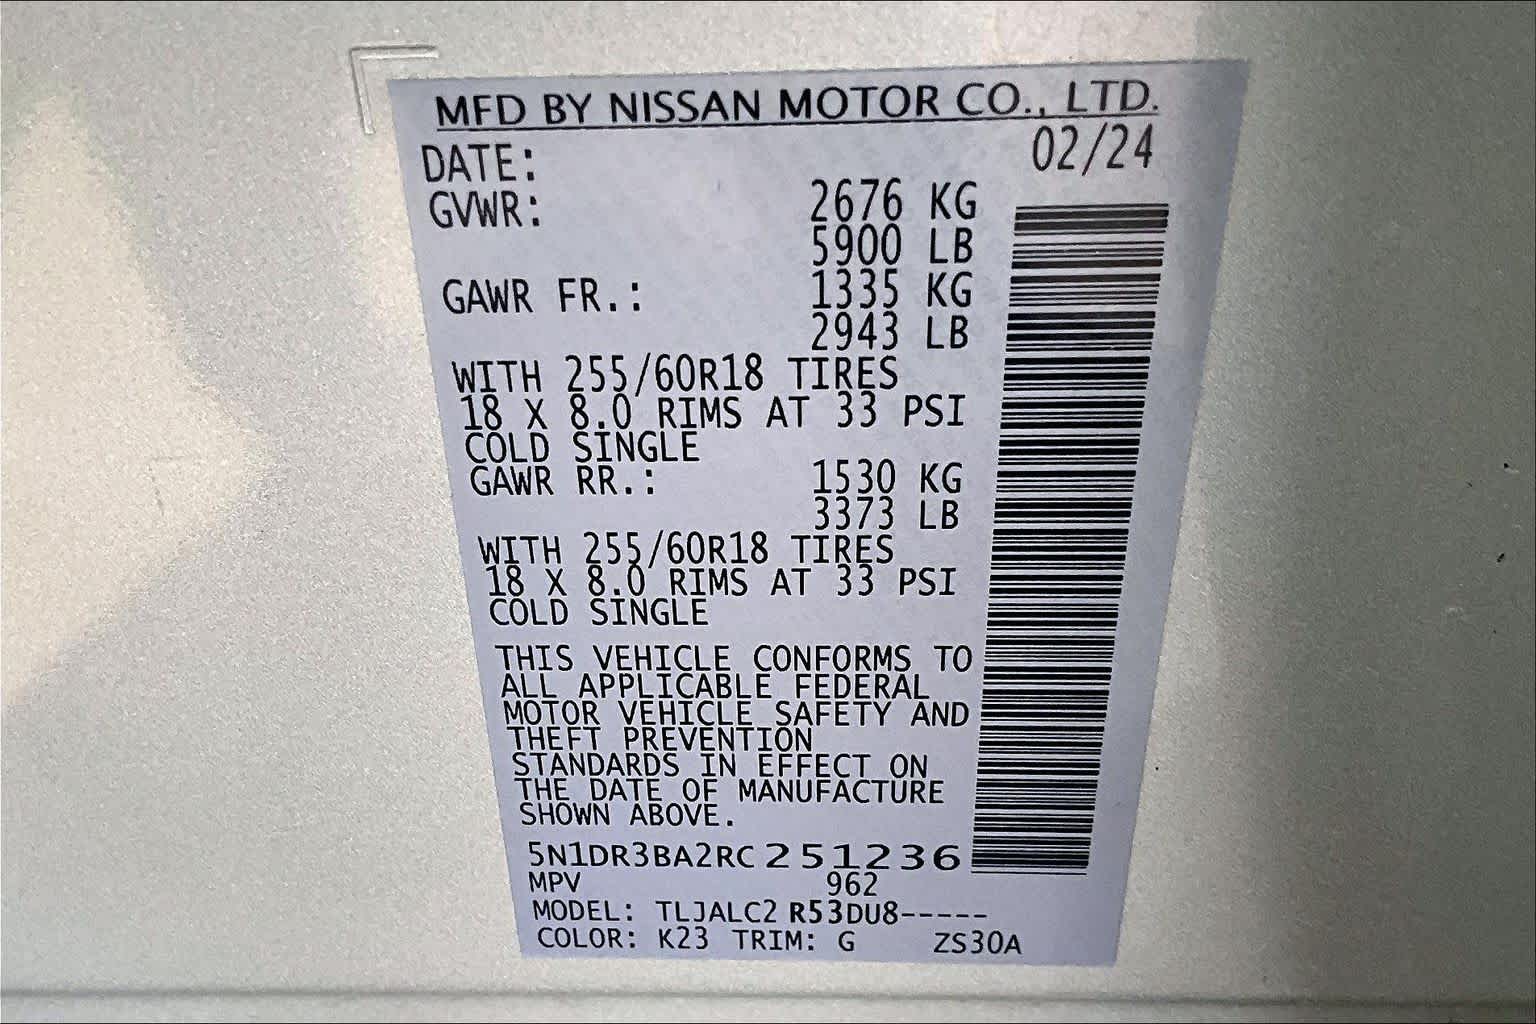 MFD BY NISSAN MOTOR CO., LTD.
DATE: 02/24
GVWR: 2676 KG
5900 LB
GAWR FR.: 1335 KG
2943 LB
WITH 255/60R18 TIRES
18 X 8.0 RIMS AT 33 PSI
COLD SINGLE
GAWR RR.: 1530 KG
3373 LB
WITH 255/60R18 TIRES
18 X 8.0 RIMS AT 33 PSI
COLD SINGLE
THIS VEHICLE CONFORMS TO
ALL APPLICABLE FEDERAL
MOTOR VEHICLE SAFETY AND
THEFT PREVENTION
STANDARDS IN EFFECT ON
THE DATE OF MANUFACTURE
SHOWN ABOVE.
5N1DR3BA2RC251236
MPV 962
MODEL: TLJALC2 R53DU8-----
COLOR: K23 TRIM: G ZS30A